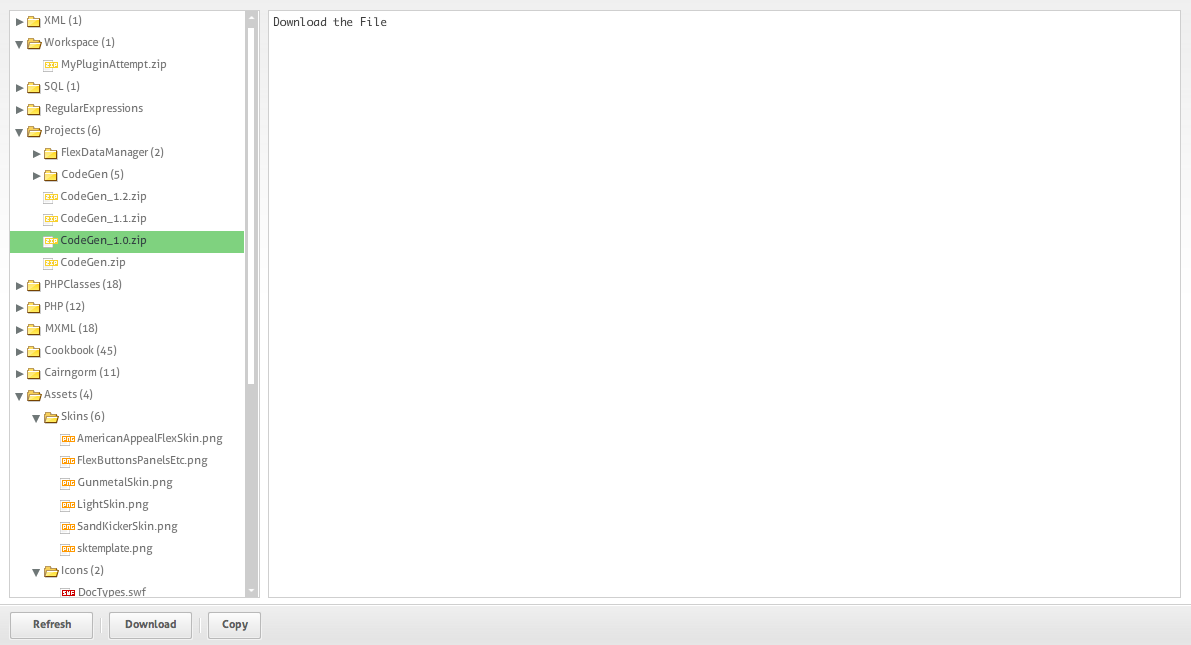 XML (1)
Workspace (1)
MyPluginAttempt.zip
SQL (1)
RegularExpressions
Projects (6)
FlexDataManager (2)
CodeGen (5)
CodeGen_1.2.zip
CodeGen_1.1.zip
CodeGen_1.0.zip
CodeGen.zip
PHPClasses (18)
PHP (12)
MXML (18)
Cookbook (45)
Cairngorm (11)
Assets (4)
Skins (6)
AmericanAppealFlexSkin.png
FlexButtonsPanelsEtc.png
GunmetalSkin.png
LightSkin.png
SandKickerSkin.png
sktemplate.png
Icons (2)
SWF DocTypes.swf
Download the File
Refresh Download Copy